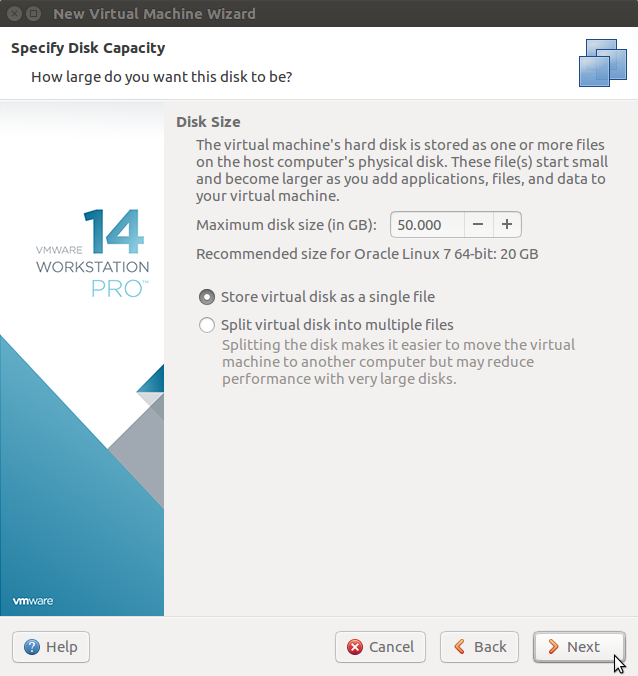 New Virtual Machine Wizard
Specify Disk Capacity
How large do you want this disk to be?
14
VMWARE
WORKSTATION
PRO™
vmware
Disk Size
The virtual machine's hard disk is stored as one or more files
on the host computer's physical disk. These file(s) start small
and become larger as you add applications, files, and data to
your virtual machine.
Maximum disk size (in GB): 50.000 − +
Recommended size for Oracle Linux 7 64-bit: 20 GB
Store virtual disk as a single file
Split virtual disk into multiple files
Splitting the disk makes it easier to move the virtual
machine to another computer but may reduce
performance with very large disks.
Help Cancel Back Next